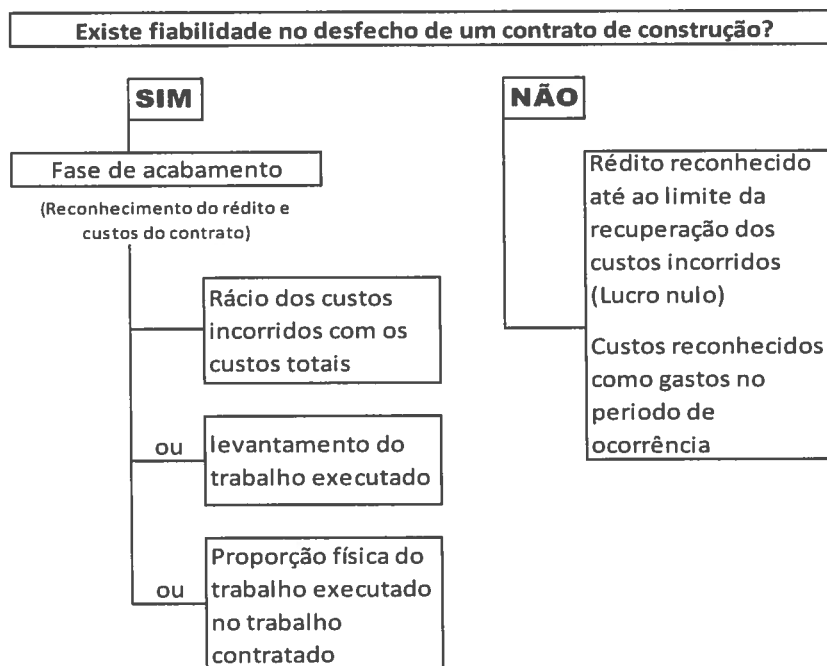 Existe fiabilidade no desfecho de um contrato de construção?
SIM
Fase de acabamento
(Reconhecimento do rédito e
custos do contrato)
Rácio dos custos
incorridos com os
custos totais
ou
levantamento do
trabalho executado
ou
Proporção física do
trabalho executado
no trabalho
contratado
NÃO
Rédito reconhecido
até ao limite da
recuperação dos
custos incorridos
(Lucro nulo)
Custos reconhecidos
como gastos no
periodo de
ocorrência